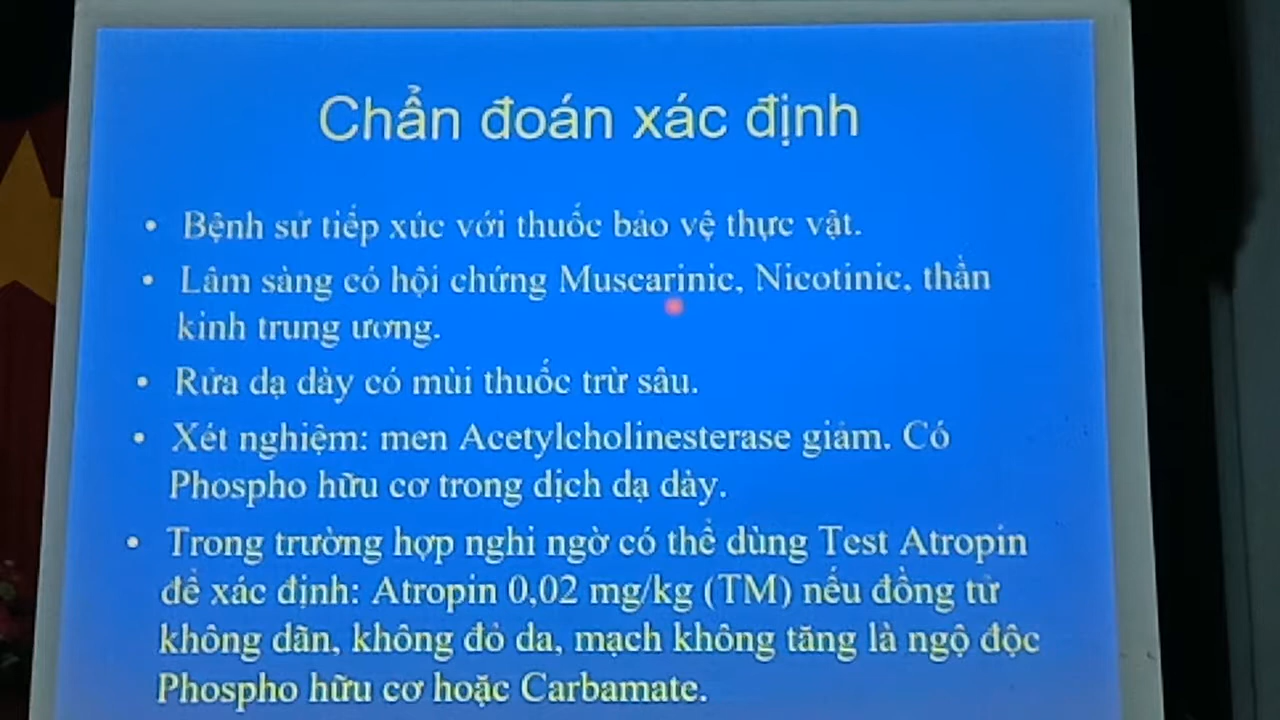 Chẩn đoán xác định
• Bệnh sử tiếp xúc với thuốc bảo vệ thực vật.
• Lâm sàng có hội chứng Muscarinic, Nicotinic, thần
kinh trung ương.
• Rửa dạ dày có mùi thuốc trừ sâu.
• Xét nghiệm: men Acetylcholinesterase giảm. Có
Phospho hữu cơ trong dịch dạ dày.
• Trong trường hợp nghi ngờ có thể dùng Test Atropin
để xác định: Atropin 0,02 mg/kg (TM) nếu đồng tử
không dãn, không đỏ da, mạch không tăng là ngộ độc
Phospho hữu cơ hoặc Carbamate.